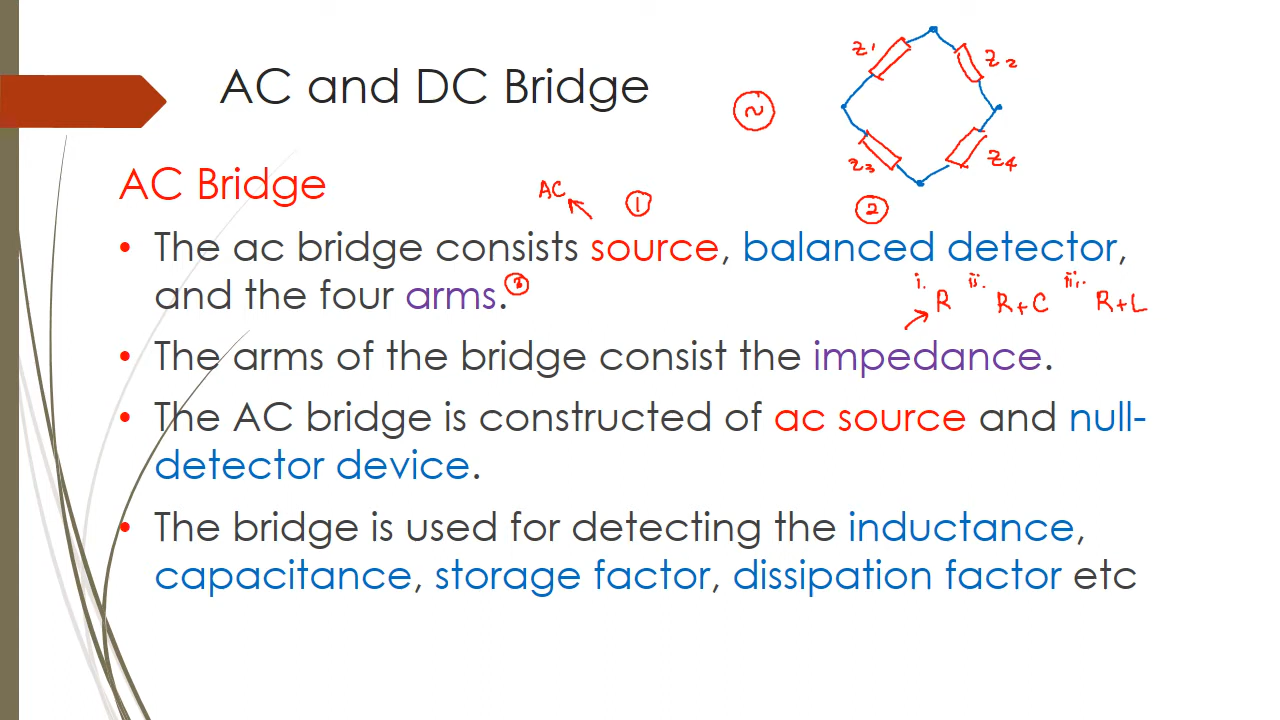 AC and DC Bridge
Z1
Z2
~
Z3
Z4
AC Bridge
AC
1
2
• The ac bridge consists source, balanced detector,
and the four arms.
3
i. R ii. R+C iii. R+L
• The arms of the bridge consist the impedance.
• The AC bridge is constructed of ac source and null-
detector device.
• The bridge is used for detecting the inductance,
capacitance, storage factor, dissipation factor etc